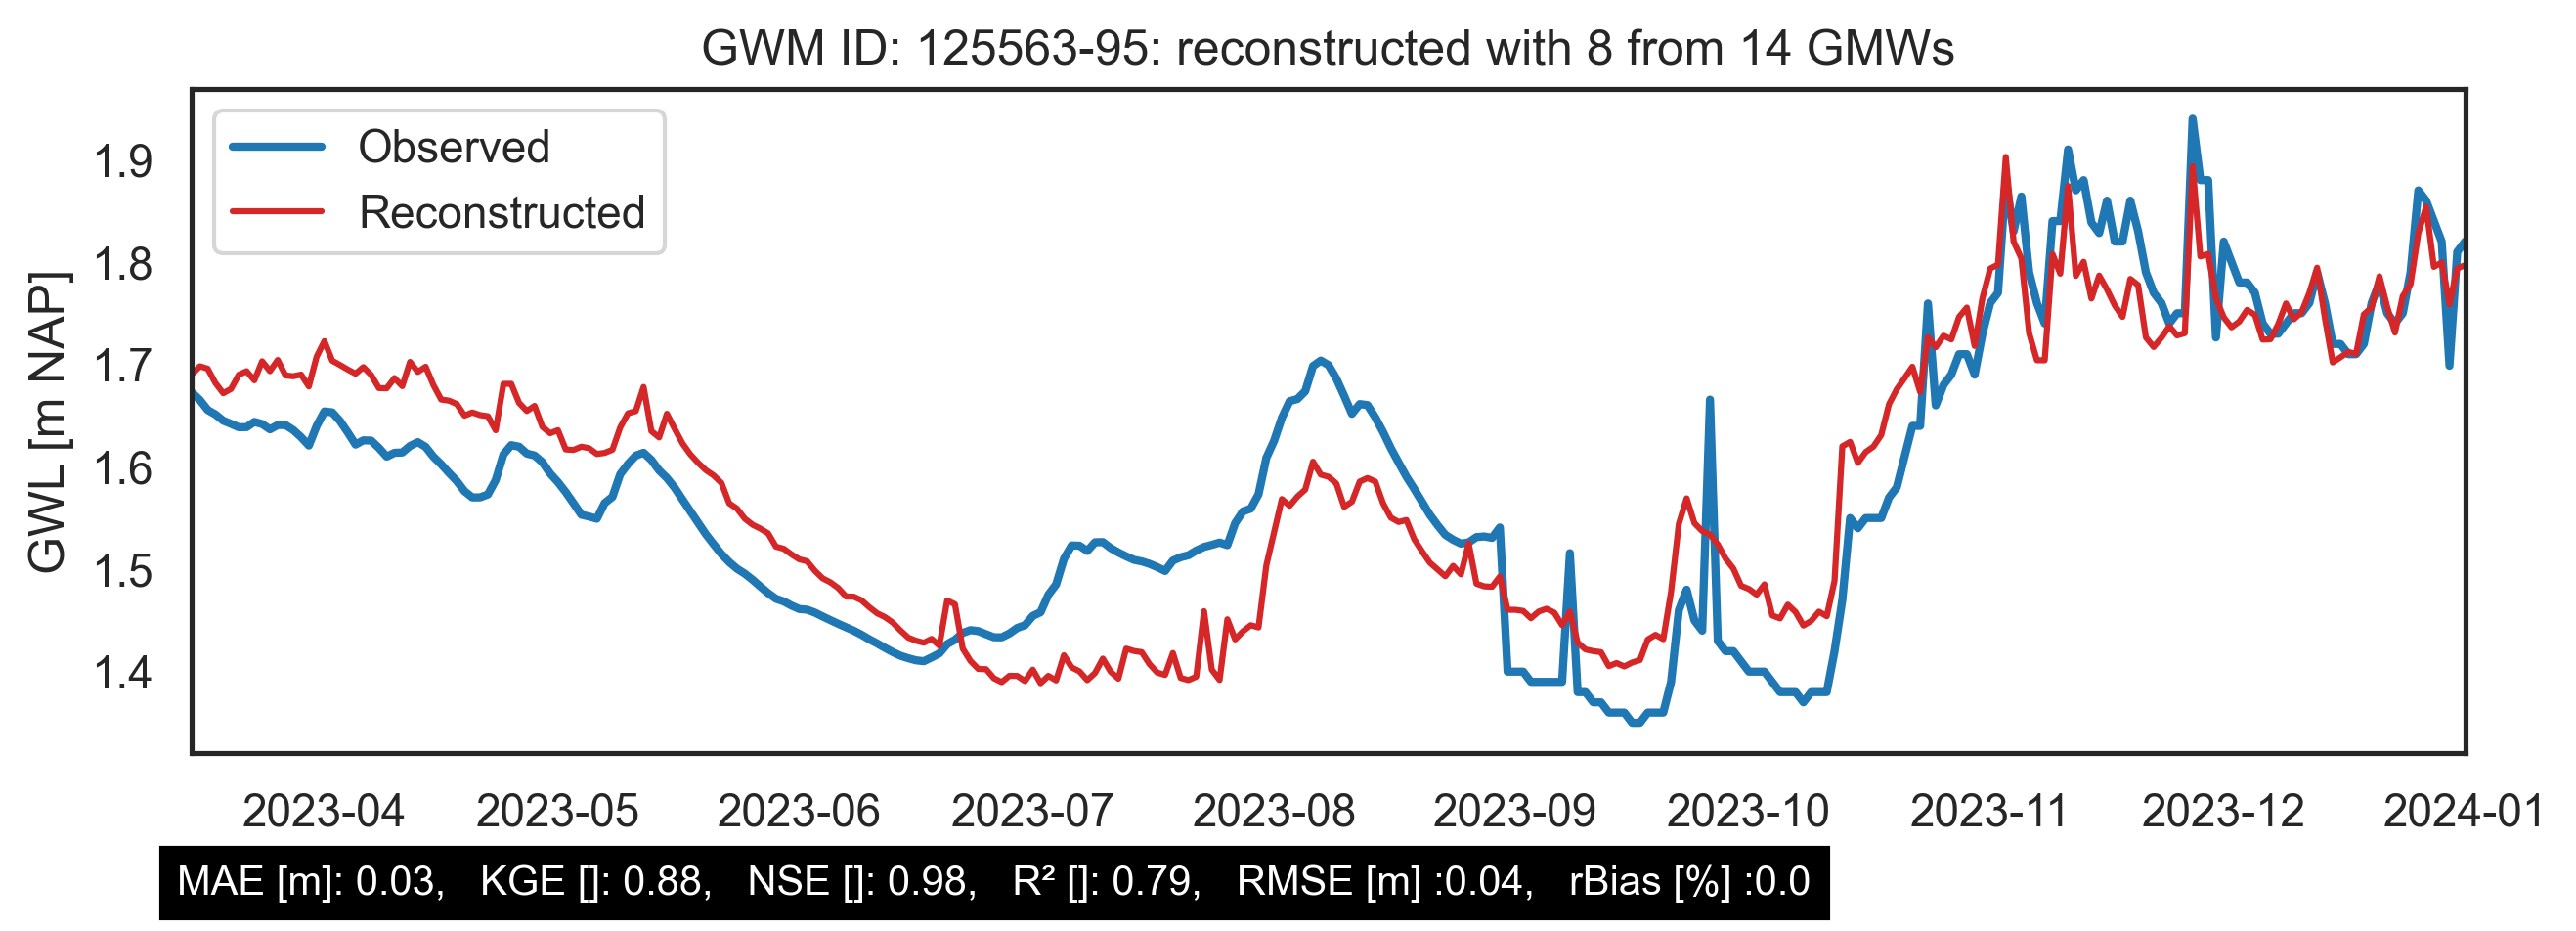 GWM ID: 125563-95: reconstructed with 8 from 14 GMWs
Observed
Reconstructed
GWL [m NAP]
1.9
1.8
1.7
1.6
1.5
1.4
2023-04 2023-05 2023-06 2023-07 2023-08 2023-09 2023-10 2023-11 2023-12 2024-01
MAE [m]: 0.03, KGE []: 0.88, NSE []: 0.98, R² []: 0.79, RMSE [m] :0.04, rBias [%] :0.0